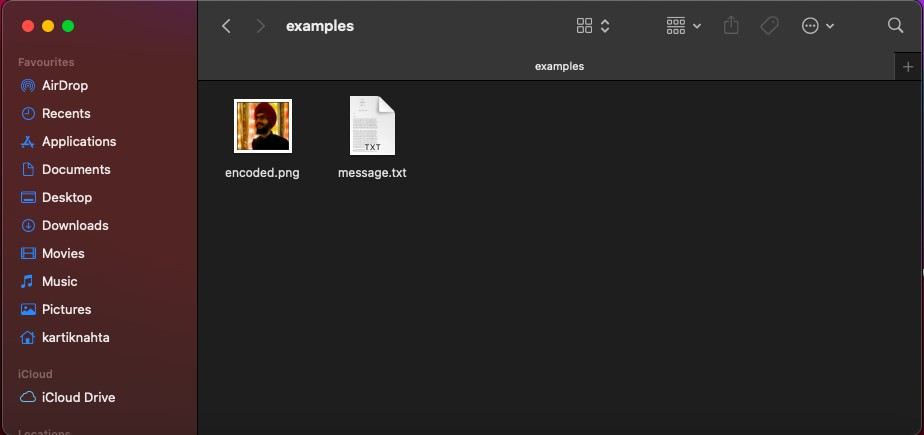 examples
examples
Favourites
AirDrop
Recents
Applications
Documents
Desktop
Downloads
Movies
Music
Pictures
kartiknahta
iCloud
iCloud Drive
Locations
TXT
encoded.png
message.txt